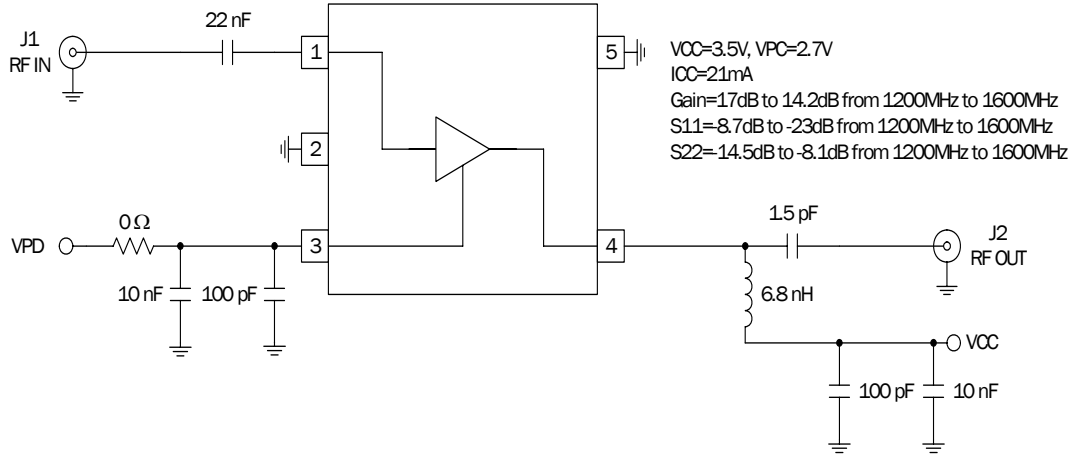 J1
RF IN
22 nF
1
5
VCC=3.5V, VPC=2.7V
ICC=21mA
Gain=17dB to 14.2dB from 1200MHz to 1600MHz
S11=-8.7dB to -23dB from 1200MHz to 1600MHz
S22=-14.5dB to -8.1dB from 1200MHz to 1600MHz
2
VPD
0 Ω
3
4
1.5 pF
J2
RF OUT
10 nF
100 pF
6.8 nH
VCC
100 pF
10 nF